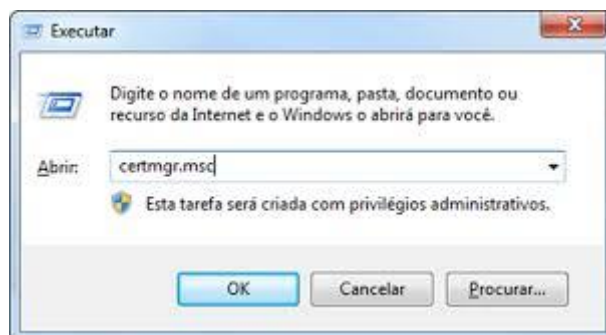 Executar
Digite o nome de um programa, pasta, documento ou
recurso da Internet e o Windows o abrirá para você.
Abrir: certmgr.msc
Esta tarefa será criada com privilégios administrativos.
OK Cancelar Procurar...